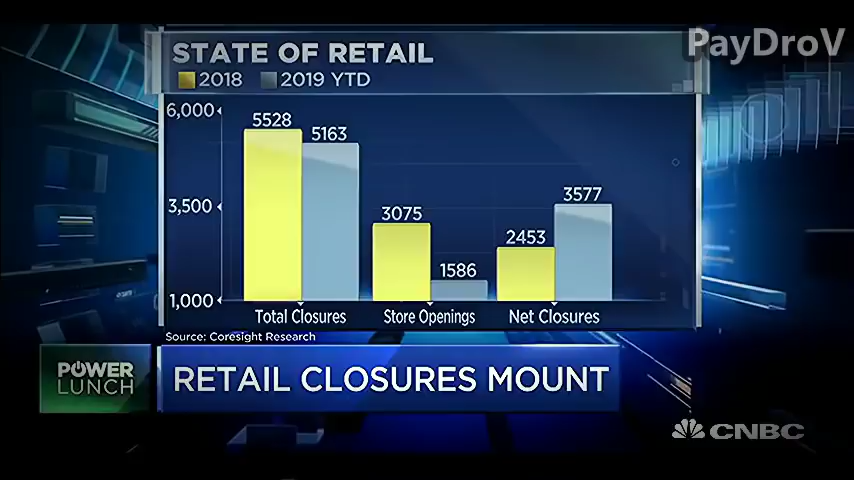 PayDroV
STATE OF RETAIL
2018 2019 YTD
6,000
5528
5163
3,500
3075
3577
2453
1586
1,000
Total Closures Store Openings Net Closures
Source: Coresight Research
POWER
LUNCH
RETAIL CLOSURES MOUNT
CNBC